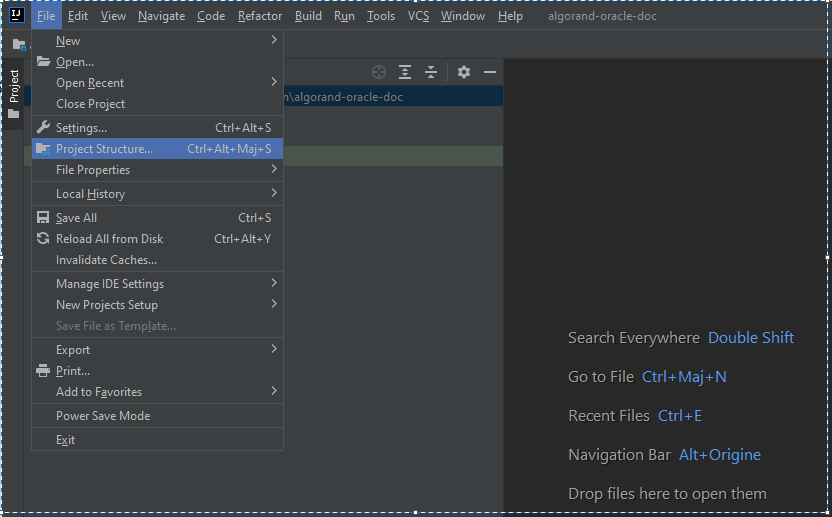 IJ File Edit View Navigate Code Refactor Build Run Tools VCS Window Help algorand-oracle-doc
Project
n\algorand-oracle-doc
New
Open...
Open Recent
Close Project
Settings... Ctrl+Alt+S
Project Structure... Ctrl+Alt+Maj+S
File Properties
Local History
Save All Ctrl+S
Reload All from Disk Ctrl+Alt+Y
Invalidate Caches...
Manage IDE Settings
New Projects Setup
Save File as Template...
Export
Print...
Add to Favorites
Power Save Mode
Exit
Search Everywhere Double Shift
Go to File Ctrl+Maj+N
Recent Files Ctrl+E
Navigation Bar Alt+Origine
Drop files here to open them